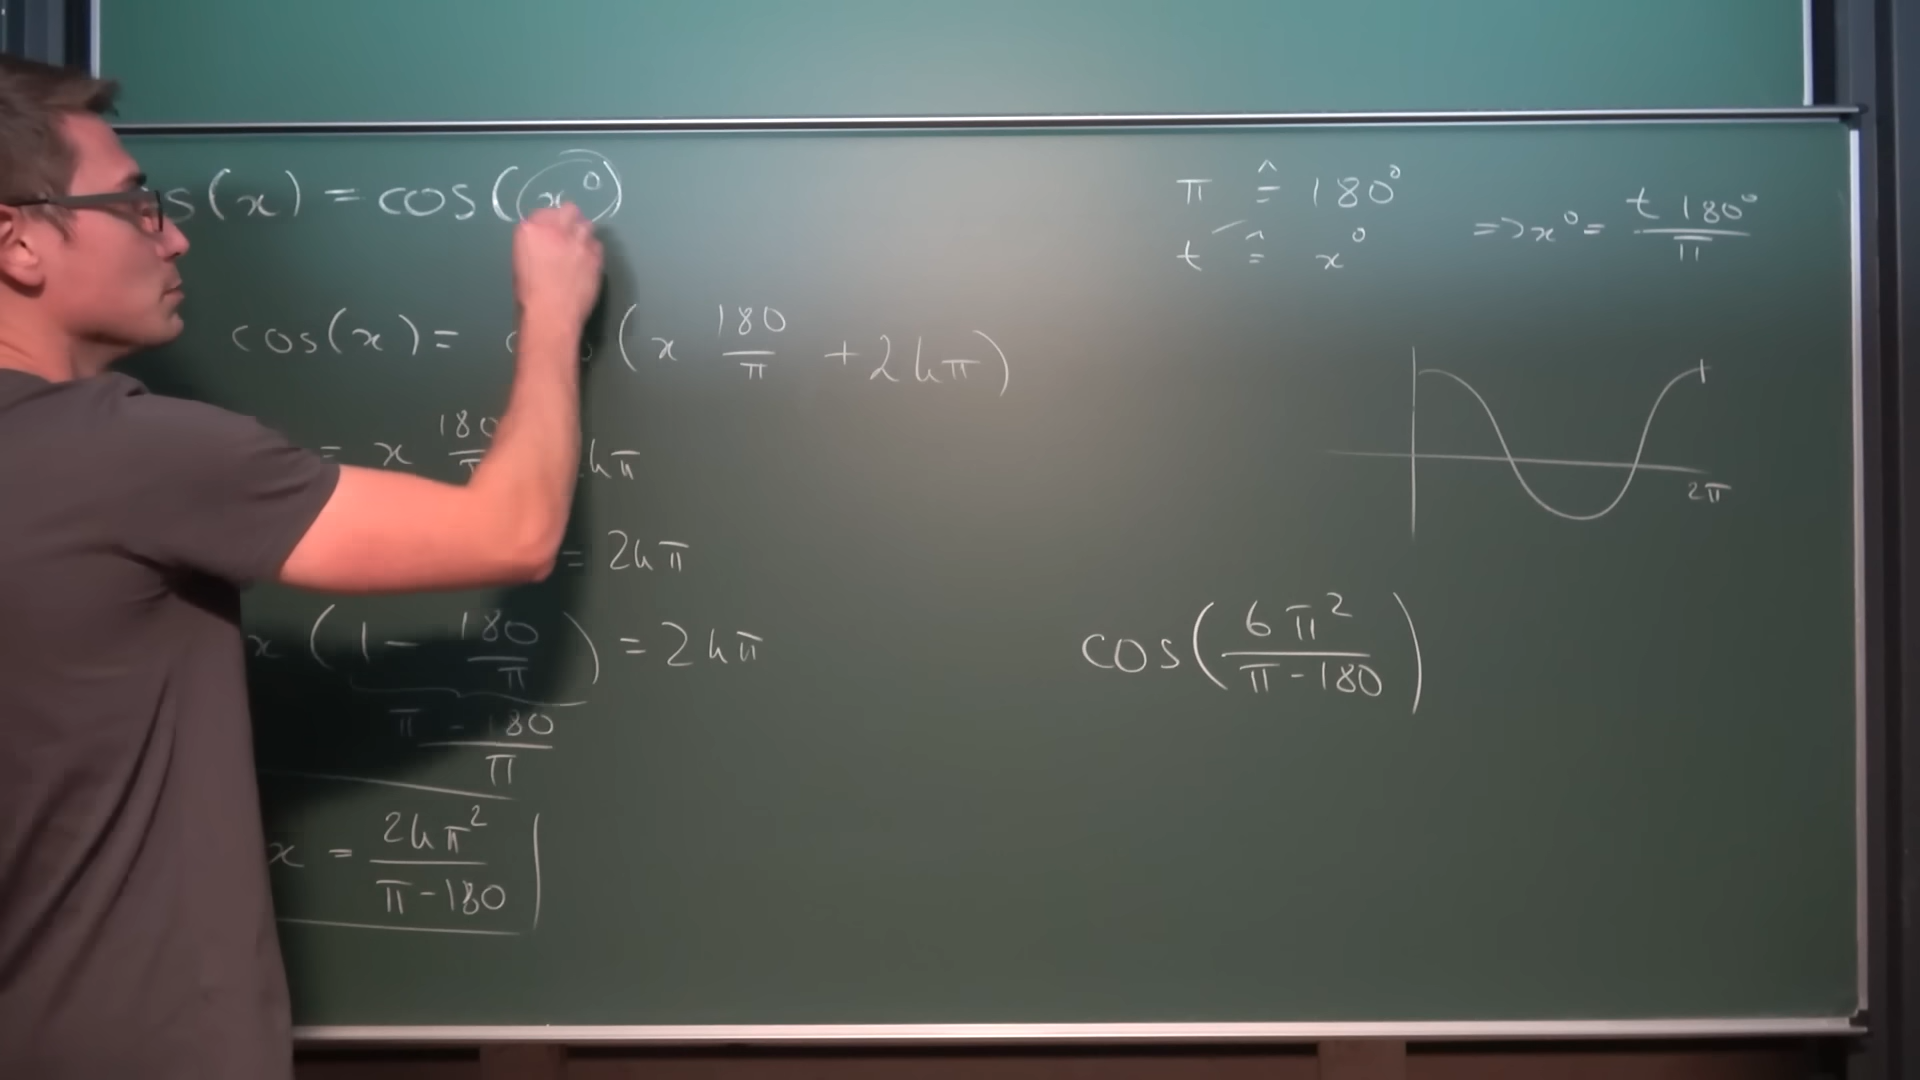 s(x) = cos(x°)
cos(x) = (x 180/π + 2kπ)
= x 180/π kπ
= 2kπ
x(1 - 180/π) = 2kπ
π - 180/π
x = 2kπ²/π-180
π ≙ 180°
t ≙ x°
=> x° = t 180°/π
2π
cos(6π²/π-180)